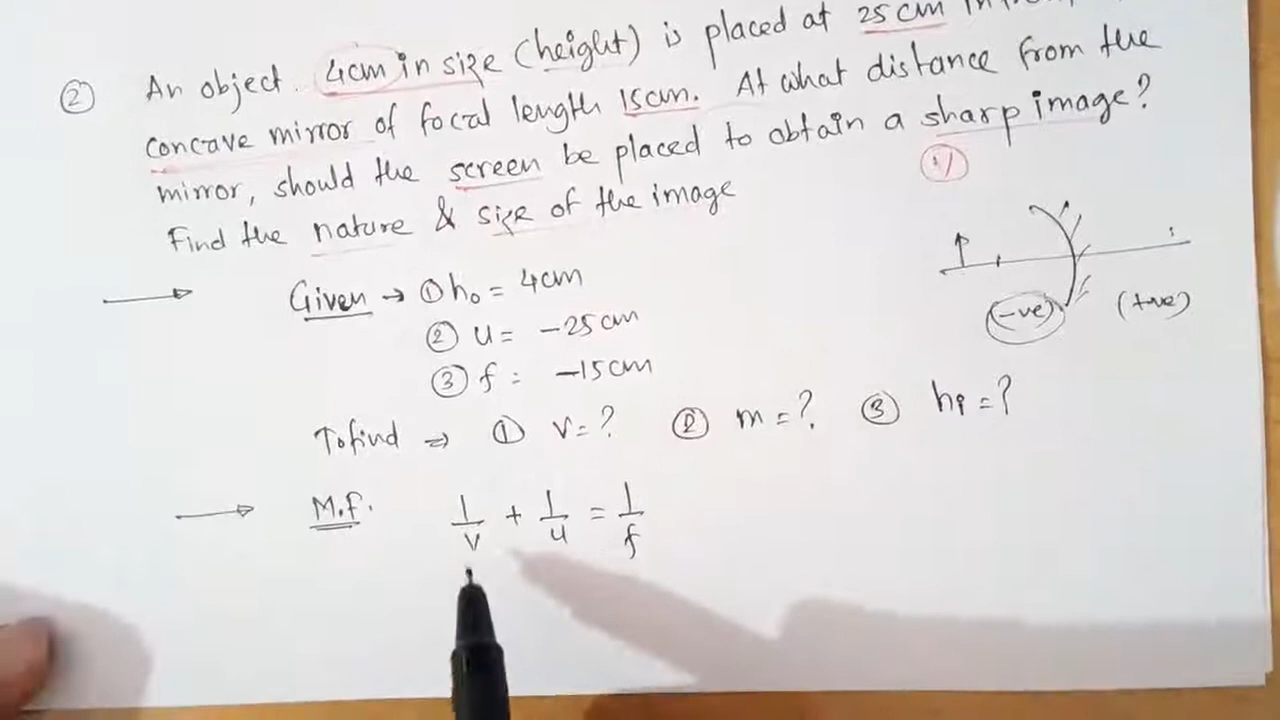 ② An object 4cm in size (height) is placed at 25cm
concave mirror of focal length 15cm. At what distance from the
mirror, should the screen be placed to obtain a sharp image?
Find the nature & size of the image
Given → ① ho = 4cm
② u = -25cm
③ f = -15cm
(-ve) (+ve)
To find ⇒ ① v=? ② m=? ③ hi=?
M.f. 1/v + 1/u = 1/f